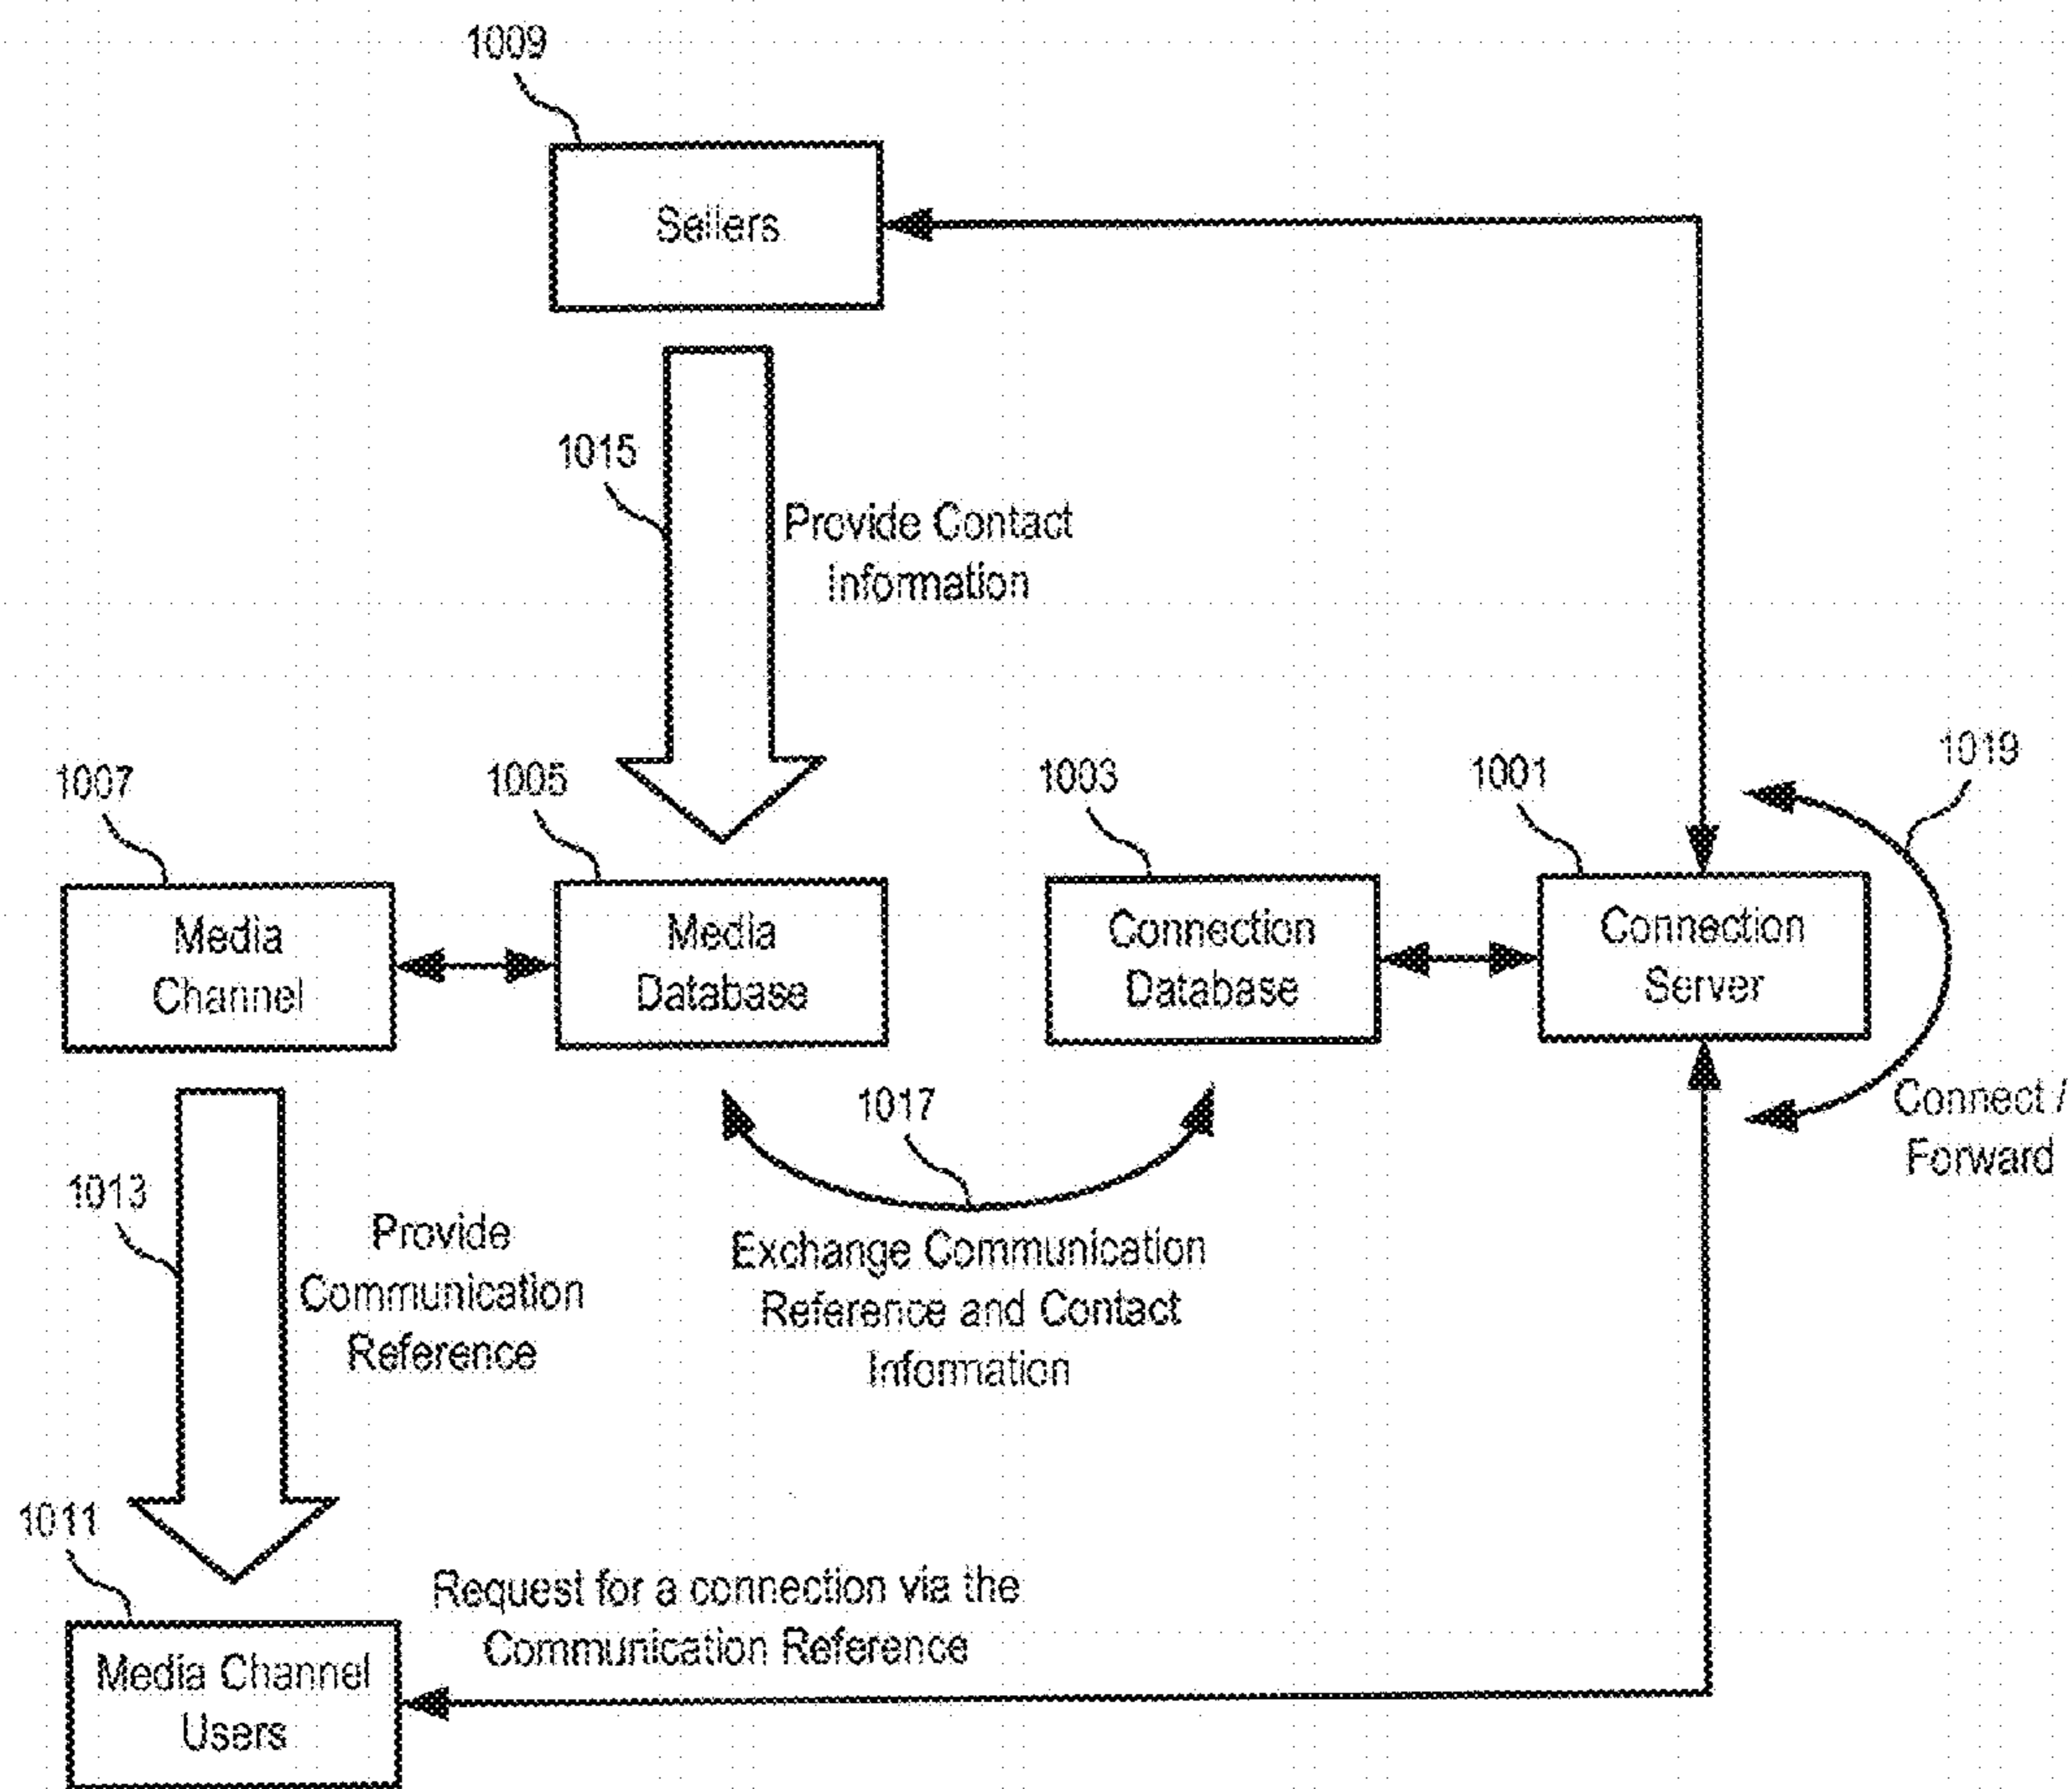 1009
Sellers
1015
Provide Contact
Information
1007
1005
1003
1001
1019
Media
Channel
Media
Database
Connection
Database
Connection
Server
1017
Connect /
Forward
1013
Provide
Communication
Reference
Exchange Communication
Reference and Contact
Information
1011
Request for a connection via the
Communication Reference
Media Channel
Users